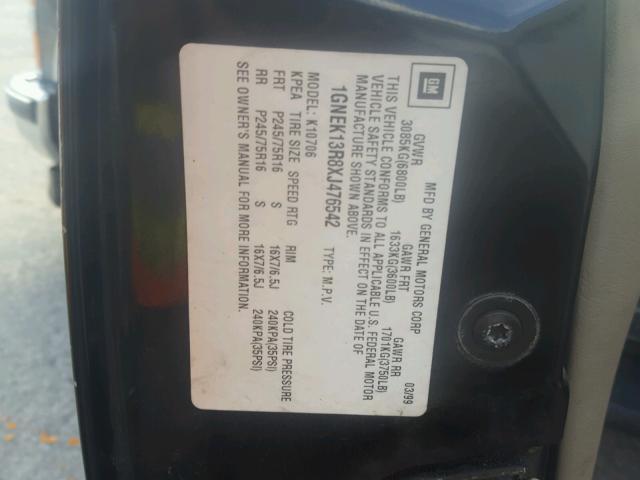 GM
MFD BY GENERAL MOTORS CORP 03/99
GVWR GAWR FRT GAWR RR
3085KG(6800LB) 1633KG(3600LB) 1701KG(3750LB)
THIS VEHICLE CONFORMS TO ALL APPLICABLE U.S. FEDERAL MOTOR
VEHICLE SAFETY STANDARDS IN EFFECT ON THE DATE OF
MANUFACTURE SHOWN ABOVE.
1GNEK13R8XJ476542 TYPE: M.P.V.
MODEL: K10706
KPEA TIRE SIZE SPEED RTG RIM COLD TIRE PRESSURE
FRT P245/75R16 S 16X7/6.5J 240KPA(35PSI)
RR P245/75R16 S 16X7/6.5J 240KPA(35PSI)
SEE OWNER'S MANUAL FOR MORE INFORMATION.